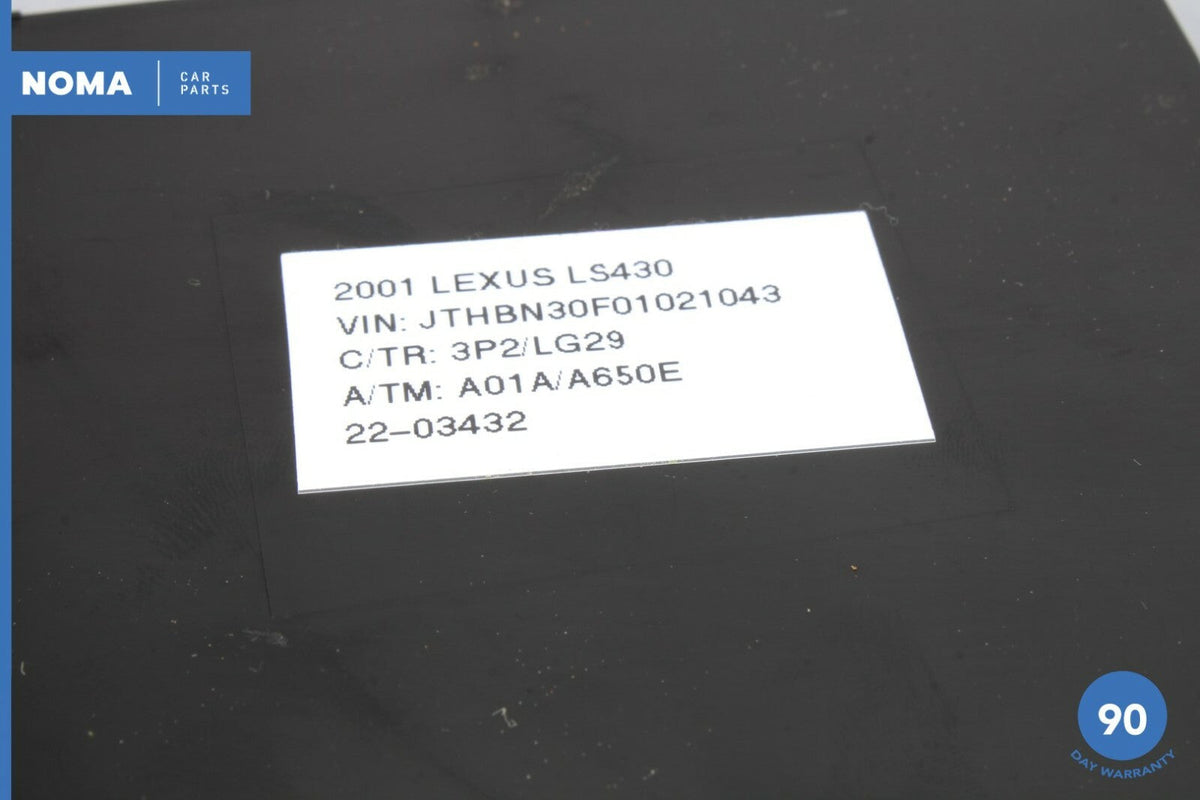 NOMA
CAR
PARTS
2001 LEXUS LS430
VIN: JTHBN30F01021043
C/TR: 3P2/LG29
A/TM: A01A/A650E
22-03432
90
DAY WARRANTY